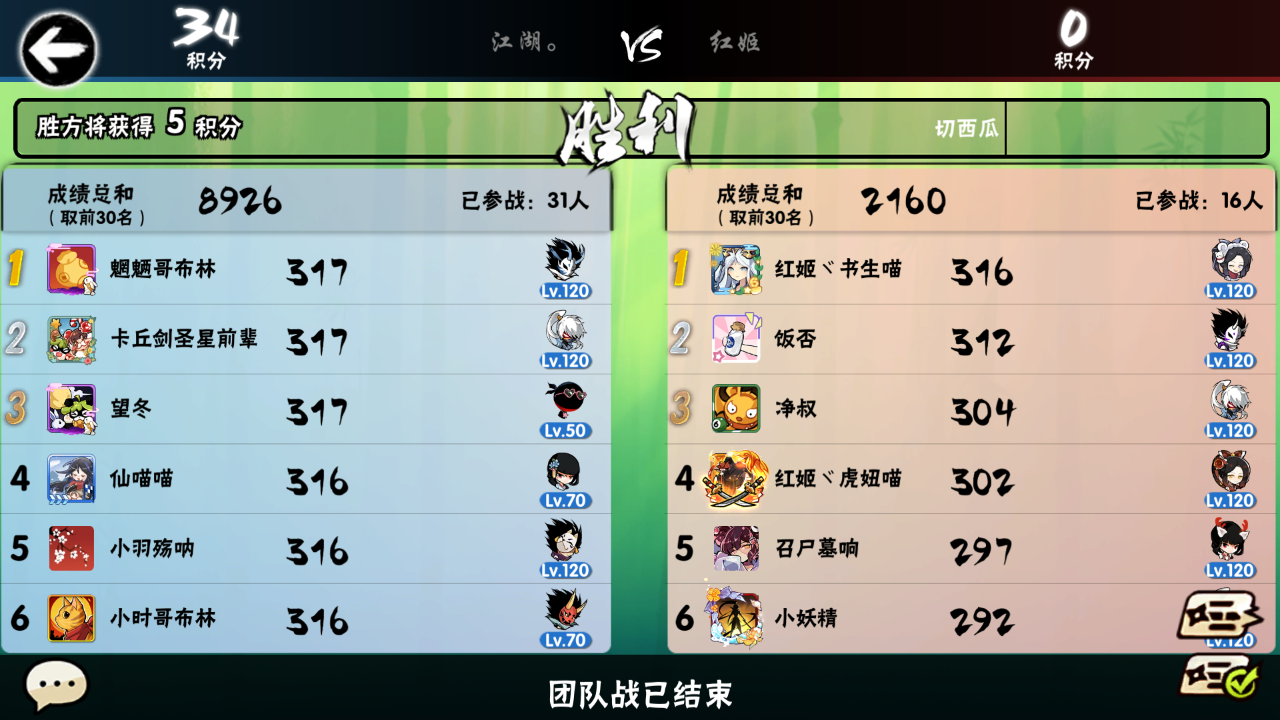 34
积分
江湖。
VS
红姬
0
积分
胜方将获得 5 积分
胜利
切西瓜
成绩总和
(取前30名)
8926
已参战：31人
1
魍魉哥布林
317
Lv.120
2
卡丘剑圣星前辈
317
Lv.120
3
望冬
317
Lv.50
4
仙喵喵
316
Lv.70
5
小羽殇呐
316
Lv.120
6
小时哥布林
316
Lv.70
成绩总和
(取前30名)
2160
已参战：16人
1
红姬ヾ书生喵
316
Lv.120
2
饭否
312
Lv.120
3
净叔
304
Lv.120
4
红姬ヾ虎妞喵
302
Lv.120
5
召尸墓响
297
Lv.120
6
小妖精
292
Lv.120
团队战已结束